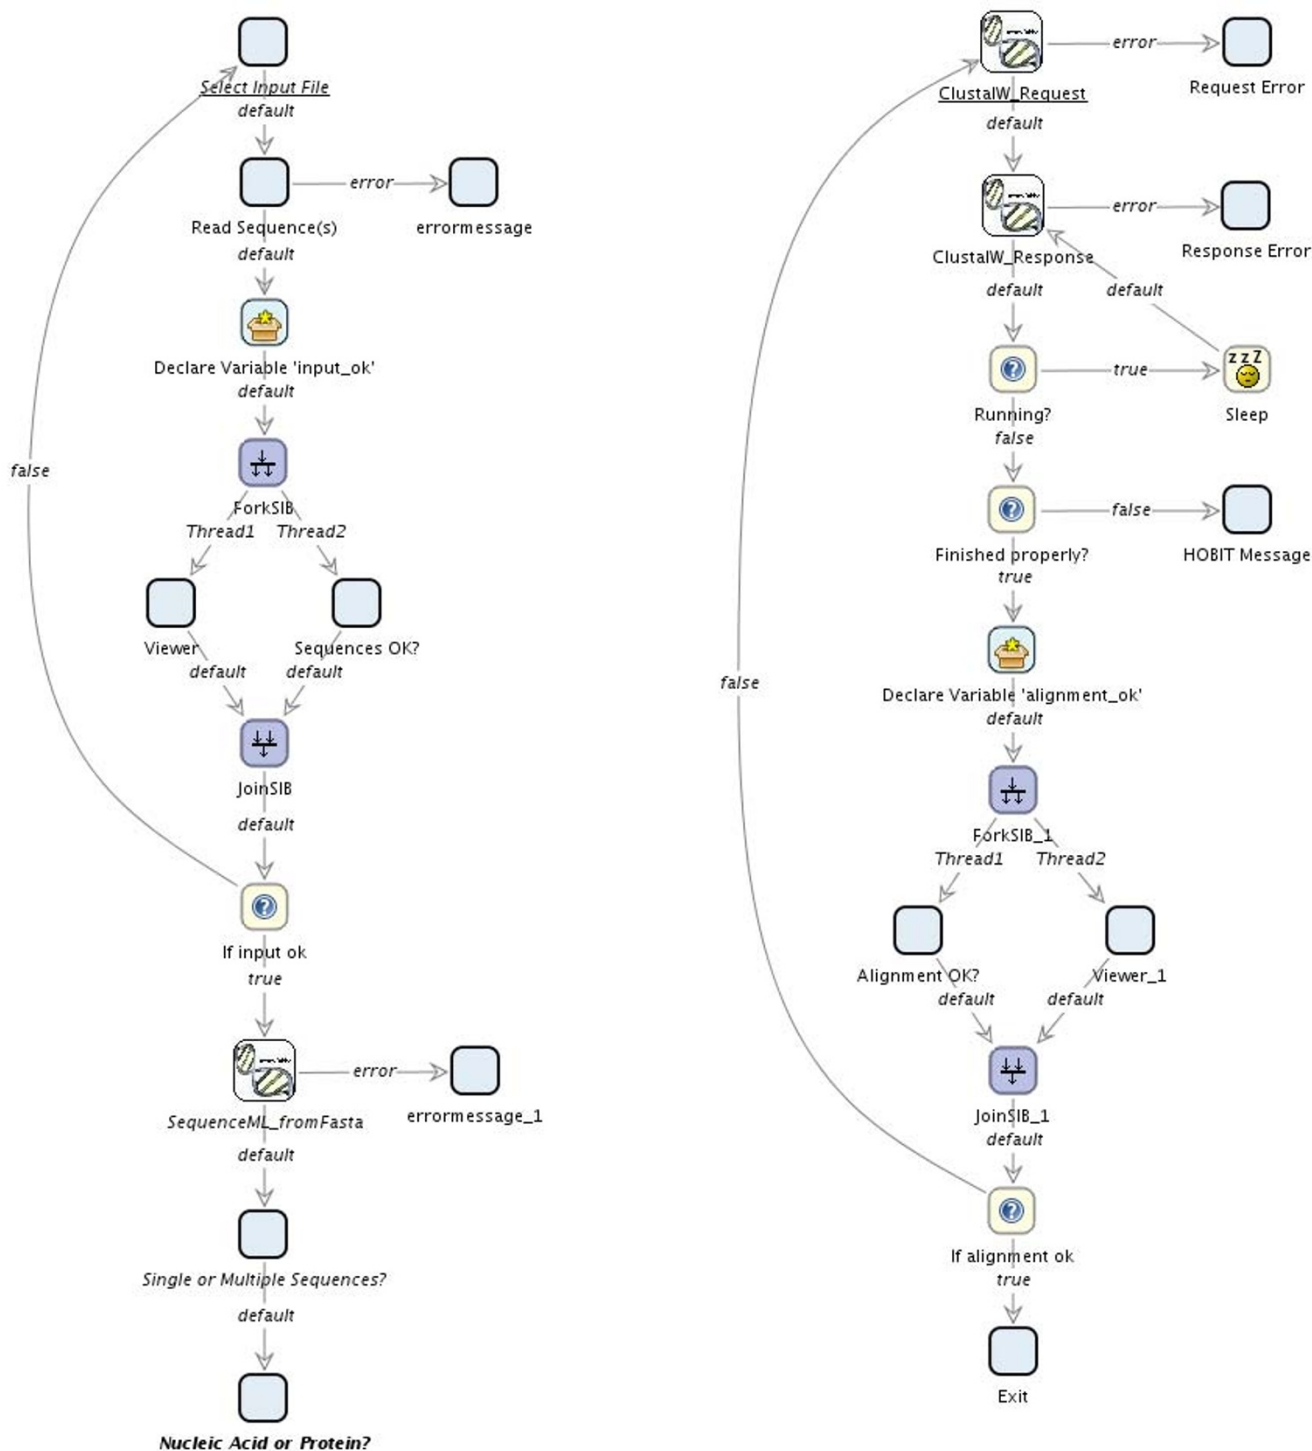 Select Input File
default
Read Sequence(s)
error
errormessage
default
Declare Variable 'input_ok'
default
false
ForkSIB
Thread1
Thread2
Viewer
Sequences OK?
default
default
JoinSIB
default
If input ok
true
SequenceML_fromFasta
error
errormessage_1
default
Single or Multiple Sequences?
default
Nucleic Acid or Protein?
ClustalW_Request
error
Request Error
default
ClustalW_Response
error
Response Error
default
default
Running?
true
zzZ
Sleep
false
Finished properly?
false
HOBIT Message
true
false
Declare Variable 'alignment_ok'
default
ForkSIB_1
Thread1
Thread2
Alignment OK?
Viewer_1
default
default
JoinSIB_1
default
If alignment ok
true
Exit